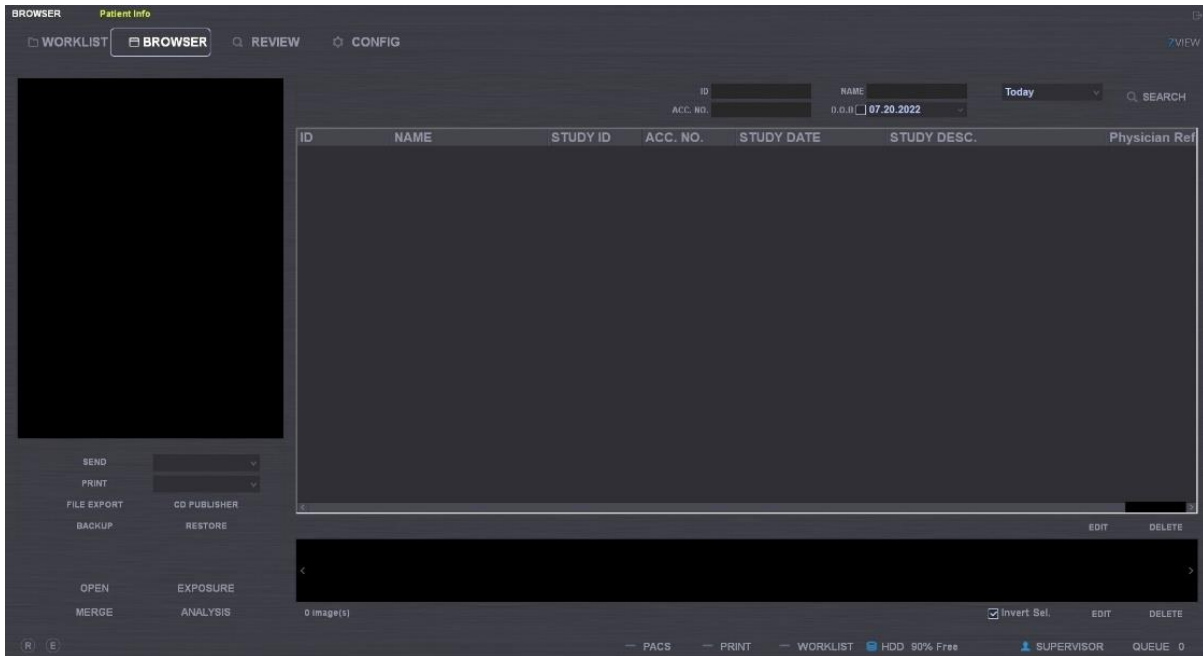 BROWSER Patient Info
WORKLIST BROWSER REVIEW CONFIG ZVIEW
ID NAME Today SEARCH
ACC. NO. D.O.B 07.20.2022
ID NAME STUDY ID ACC. NO. STUDY DATE STUDY DESC. Physician Ref
SEND
PRINT
FILE EXPORT CD PUBLISHER
BACKUP RESTORE
EDIT DELETE
OPEN EXPOSURE
MERGE ANALYSIS
0 image(s) Invert Sel. EDIT DELETE
R E PACS PRINT WORKLIST HDD 90% Free SUPERVISOR QUEUE 0